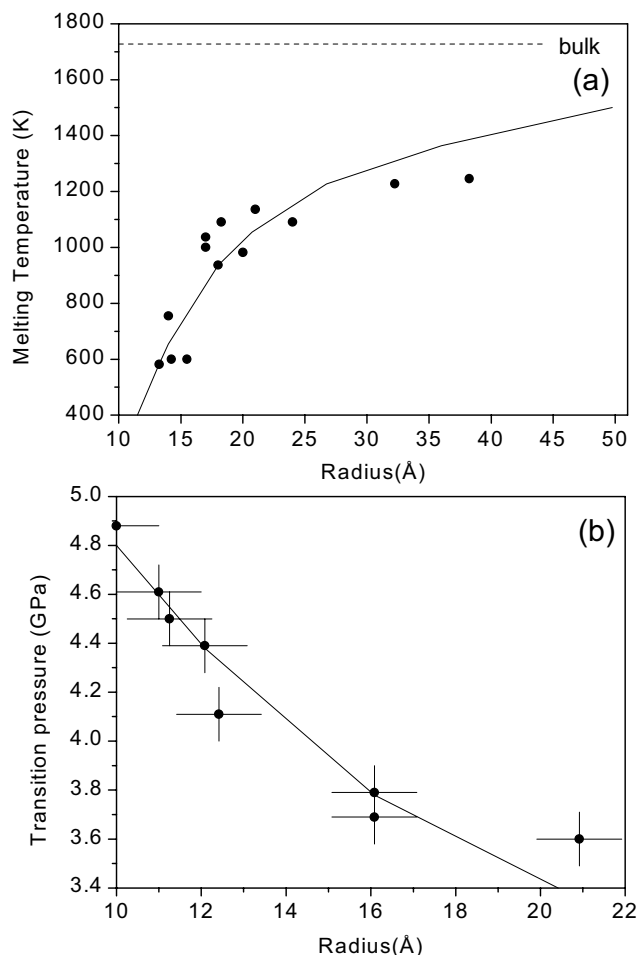 1800
bulk
1600
(a)
1400
1200
1000
800
600
400
Melting Temperature (K)
10 15 20 25 30 35 40 45 50
Radius(Å)
5.0
(b)
4.8
4.6
4.4
4.2
4.0
3.8
3.6
3.4
Transition pressure (GPa)
10 12 14 16 18 20 22
Radius(Å)